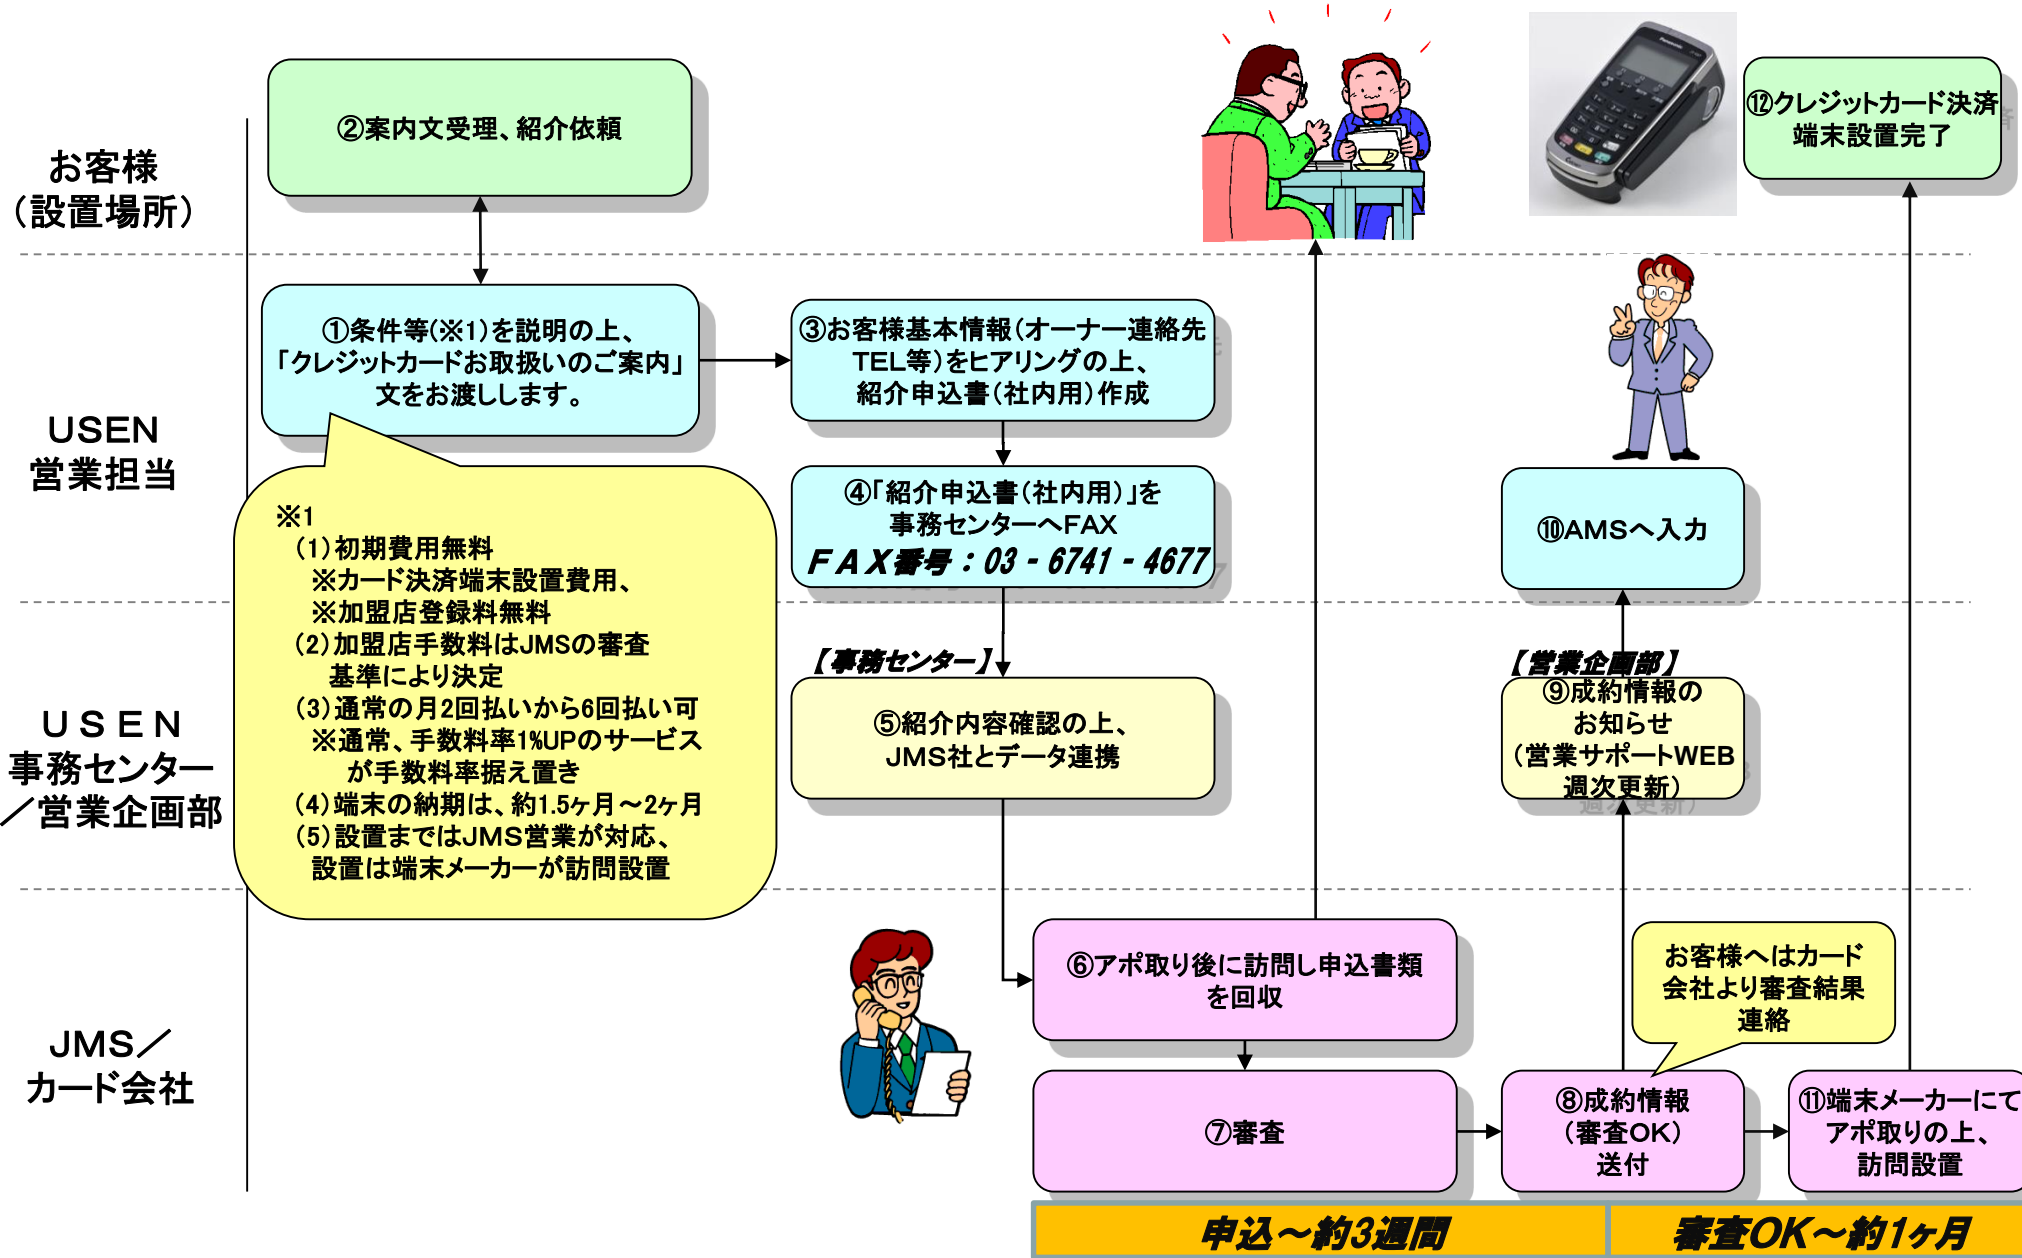 お客様
（設置場所）
②案内文受理、紹介依頼
⑫クレジットカード決済
端末設置完了
USEN
営業担当
①条件等(※1)を説明の上、
「クレジットカードお取扱いのご案内」
文をお渡しします。
③お客様基本情報（オーナー連絡先
TEL等）をヒアリングの上、
紹介申込書（社内用）作成
④「紹介申込書（社内用）」を
事務センターへFAX
ＦＡＸ番号：03‐6741‐4677
⑩AMSへ入力
※1
（1）初期費用無料
※カード決済端末設置費用、
※加盟店登録料無料
（2）加盟店手数料はJMSの審査
基準により決定
（3）通常の月2回払いから6回払い可
※通常、手数料率1%UPのサービス
が手数料率据え置き
（4）端末の納期は、約1.5ヶ月～2ヶ月
（5）設置まではJMS営業が対応、
設置は端末メーカーが訪問設置
ＵＳＥＮ
事務センター
／営業企画部
【事務センター】
⑤紹介内容確認の上、
JMS社とデータ連携
【営業企画部】
⑨成約情報の
お知らせ
（営業サポートWEB
週次更新）
JMS／
カード会社
⑥アポ取り後に訪問し申込書類
を回収
お客様へはカード
会社より審査結果
連絡
⑦審査
⑧成約情報
（審査OK）
送付
⑪端末メーカーにて
アポ取りの上、
訪問設置
申込～約3週間
審査OK～約1ヶ月